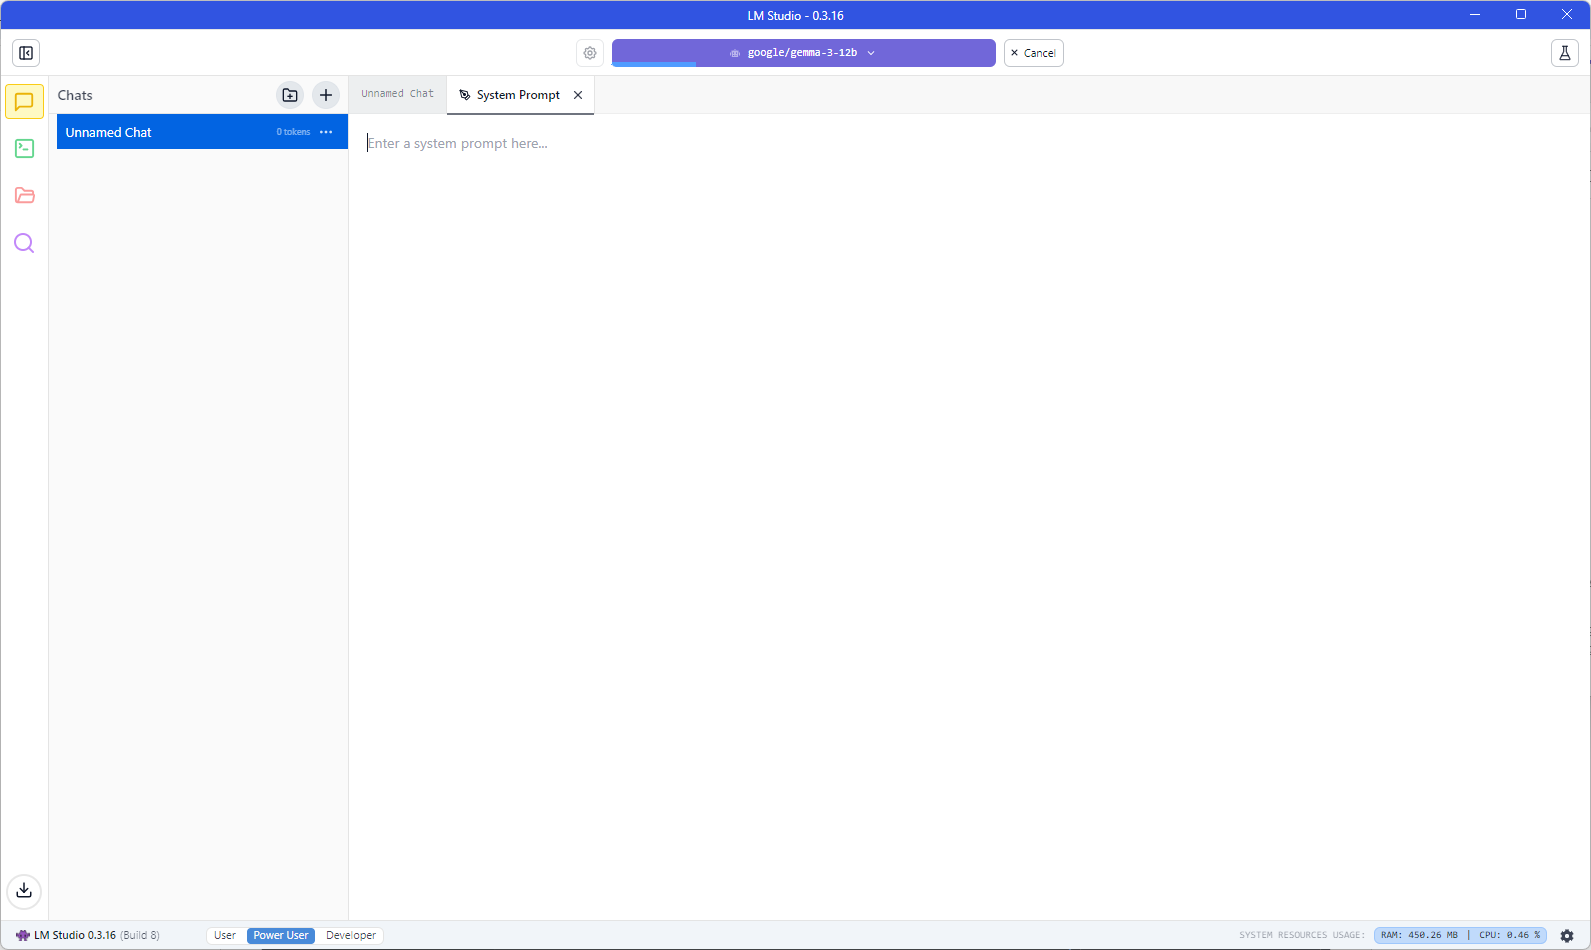 LM Studio - 0.3.16
google/gemma-3-12b
Cancel
Chats
Unnamed Chat
System Prompt
Unnamed Chat
0 tokens
Enter a system prompt here...
LM Studio 0.3.16 (Build 8)
User
Power User
Developer
SYSTEM RESOURCES USAGE:
RAM: 450.26 MB | CPU: 0.46 %